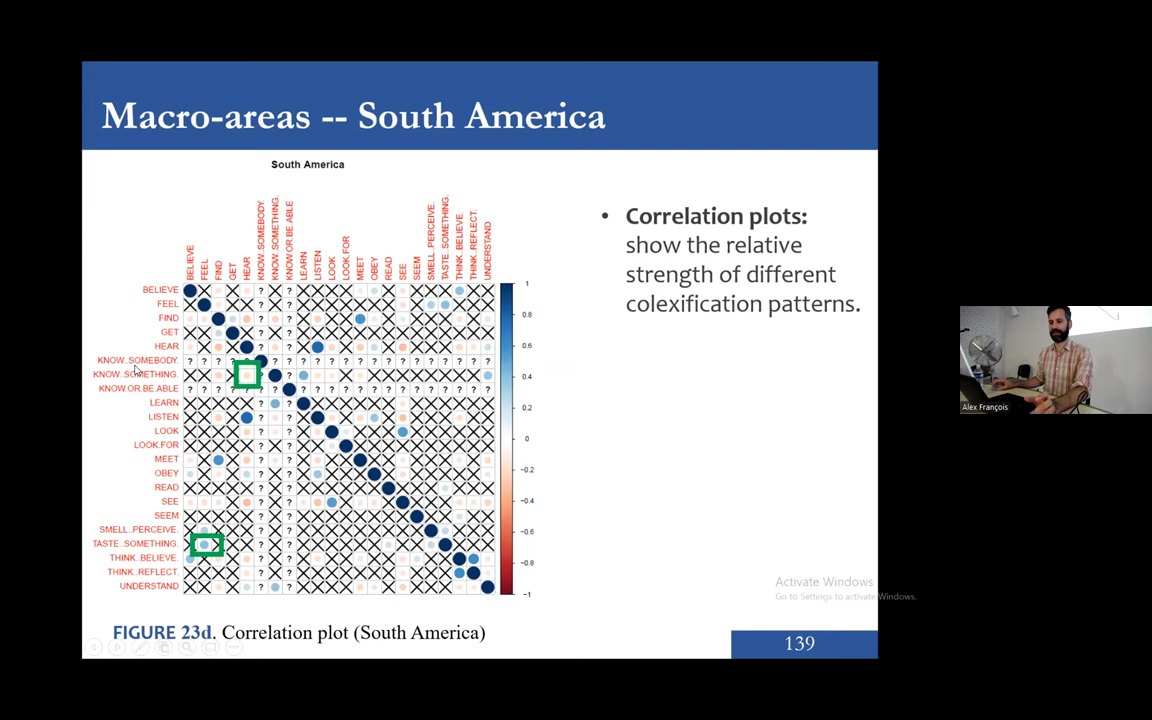 Macro-areas -- South America
South America
BELIEVE
FEEL
FIND
GET
HEAR
KNOW..SOMEBODY.
KNOW..SOMETHING.
KNOW.OR.BE.ABLE
LEARN
LISTEN
LOOK
LOOK.FOR
MEET
OBEY
READ
SEE
SEEM
SMELL..PERCEIVE.
TASTE..SOMETHING.
THINK..BELIEVE.
THINK..REFLECT.
UNDERSTAND
BELIEVE
FEEL
FIND
GET
HEAR
KNOW..SOMEBODY.
KNOW..SOMETHING.
KNOW.OR.BE.ABLE
LEARN
LISTEN
LOOK
LOOK.FOR
MEET
OBEY
READ
SEE
SEEM
SMELL..PERCEIVE.
TASTE..SOMETHING.
THINK..BELIEVE.
THINK..REFLECT.
UNDERSTAND
1
0.8
0.6
0.4
0.2
0
−0.2
−0.4
−0.6
−0.8
−1
• Correlation plots:
show the relative
strength of different
colexification patterns.
Alex François
Activate Windows
Go to Settings to activate Windows.
FIGURE 23d. Correlation plot (South America)
139